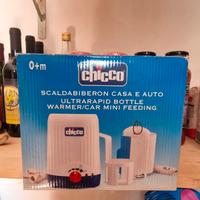 0+m
chicco
SCALDABIBERON CASA E AUTO
ULTRARAPID BOTTLE
WARMER/CAR MINI FEEDING
chicco